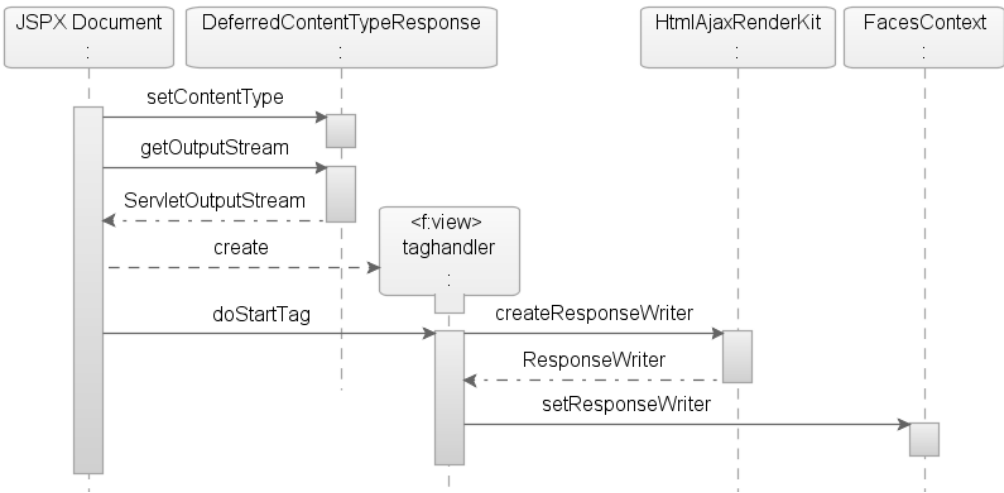 JSPX Document
:
DeferredContentTypeResponse
:
HtmlAjaxRenderKit
:
FacesContext
:
setContentType
getOutputStream
ServletOutputStream
<f:view>
taghandler
:
create
doStartTag
createResponseWriter
ResponseWriter
setResponseWriter